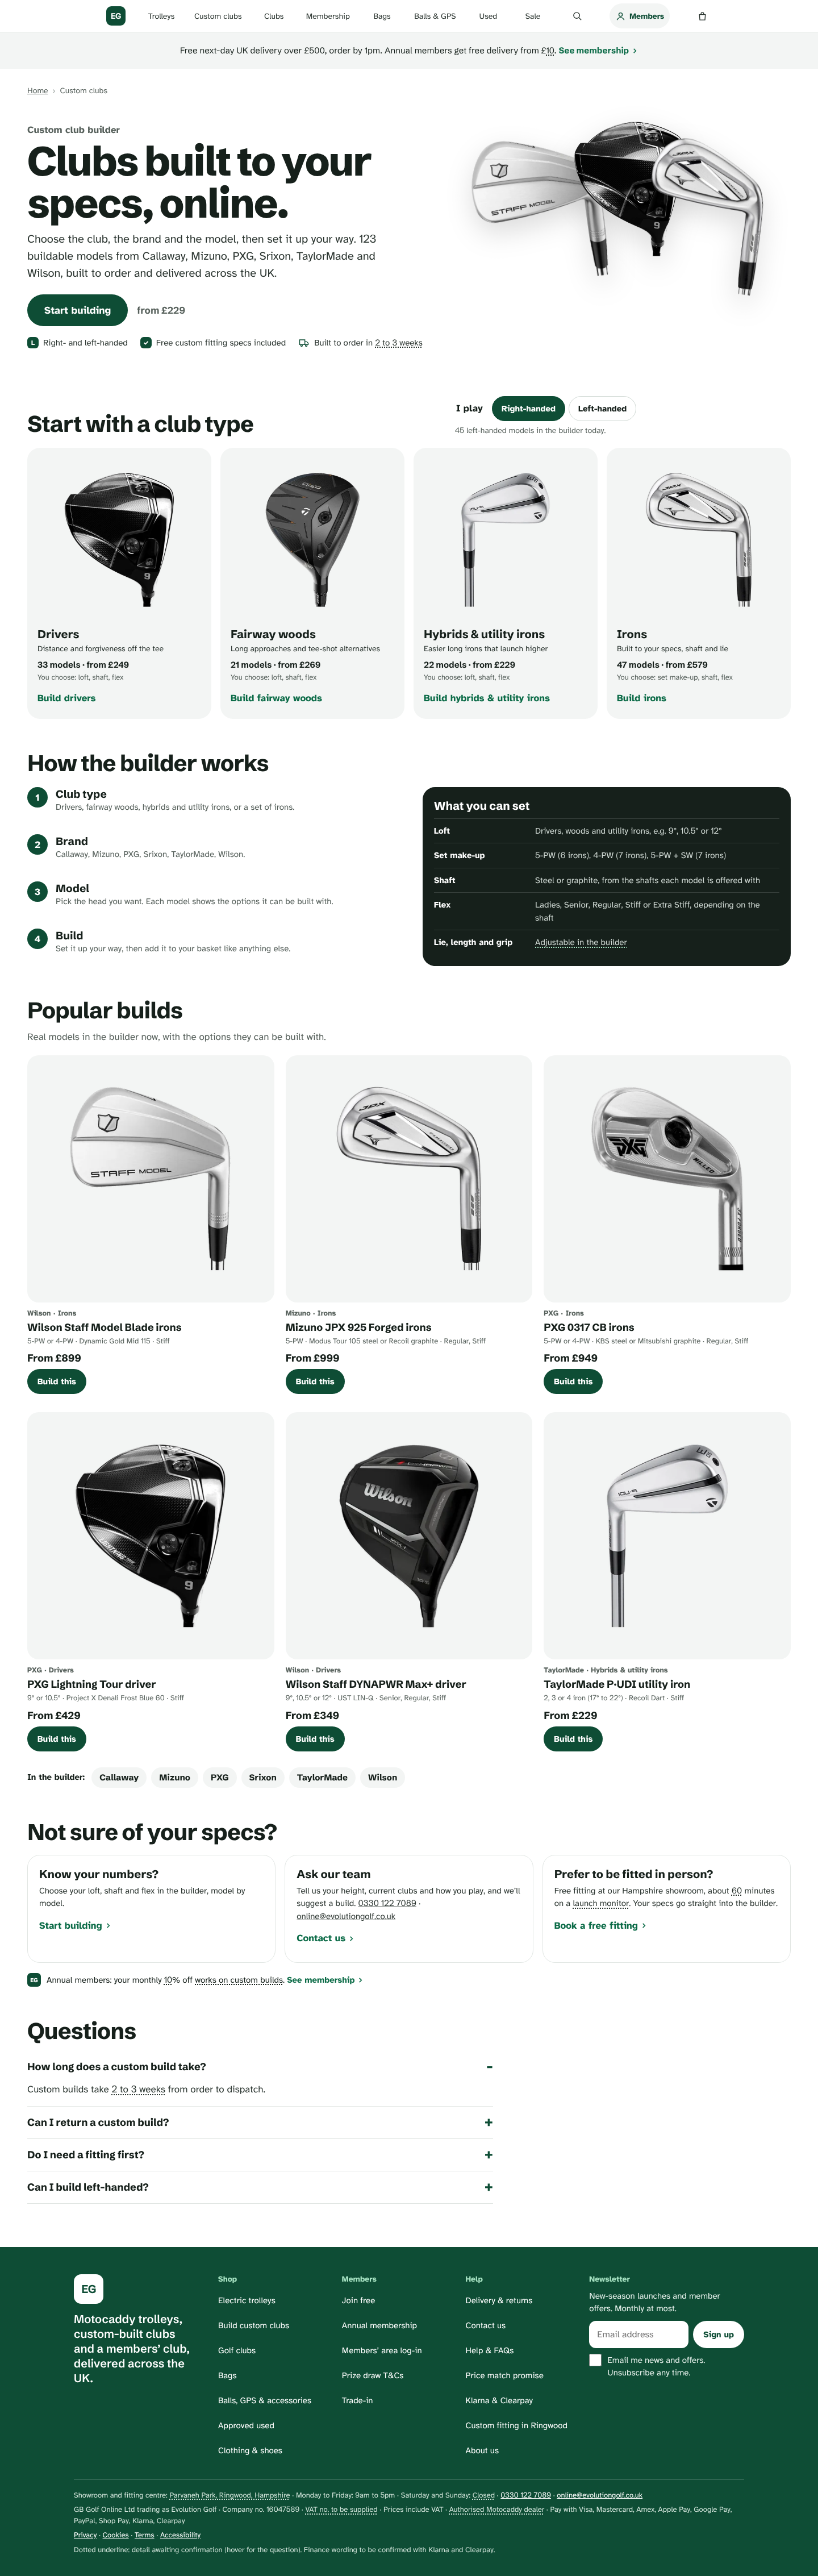 EG Trolleys Custom clubs Clubs Membership Bags Balls & GPS Used Sale Members
Free next-day UK delivery over £500, order by 1pm. Annual members get free delivery from £10. See membership ›
Home › Custom clubs
Custom club builder
Clubs built to your
specs, online.
Choose the club, the brand and the model, then set it up your way. 123
buildable models from Callaway, Mizuno, PXG, Srixon, TaylorMade and
Wilson, built to order and delivered across the UK.
Start building from £229
L Right- and left-handed Free custom fitting specs included Built to order in 2 to 3 weeks
STAFF MODEL
9
Start with a club type
I play Right-handed Left-handed
45 left-handed models in the builder today.
9
JPX
Drivers
Distance and forgiveness off the tee
33 models · from £249
You choose: loft, shaft, flex
Build drivers
Fairway woods
Long approaches and tee-shot alternatives
21 models · from £269
You choose: loft, shaft, flex
Build fairway woods
Hybrids & utility irons
Easier long irons that launch higher
22 models · from £229
You choose: loft, shaft, flex
Build hybrids & utility irons
Irons
Built to your specs, shaft and lie
47 models · from £579
You choose: set make-up, shaft, flex
Build irons
How the builder works
1 Club type
Drivers, fairway woods, hybrids and utility irons, or a set of irons.
2 Brand
Callaway, Mizuno, PXG, Srixon, TaylorMade, Wilson.
3 Model
Pick the head you want. Each model shows the options it can be built with.
4 Build
Set it up your way, then add it to your basket like anything else.
What you can set
Loft Drivers, woods and utility irons, e.g. 9°, 10.5° or 12°
Set make-up 5-PW (6 irons), 4-PW (7 irons), 5-PW + SW (7 irons)
Shaft Steel or graphite, from the shafts each model is offered with
Flex Ladies, Senior, Regular, Stiff or Extra Stiff, depending on the
shaft
Lie, length and grip Adjustable in the builder
Popular builds
Real models in the builder now, with the options they can be built with.
STAFF MODEL
JPX
PXG
MILLED
Wilson · Irons
Wilson Staff Model Blade irons
5-PW or 4-PW · Dynamic Gold Mid 115 · Stiff
From £899
Build this
Mizuno · Irons
Mizuno JPX 925 Forged irons
5-PW · Modus Tour 105 steel or Recoil graphite · Regular, Stiff
From £999
Build this
PXG · Irons
PXG 0317 CB irons
5-PW or 4-PW · KBS steel or Mitsubishi graphite · Regular, Stiff
From £949
Build this
LIGHTNING TOUR
9
Wilson
P·UDI
PXG · Drivers
PXG Lightning Tour driver
9° or 10.5° · Project X Denali Frost Blue 60 · Stiff
From £429
Build this
Wilson · Drivers
Wilson Staff DYNAPWR Max+ driver
9°, 10.5° or 12° · UST LIN-Q · Senior, Regular, Stiff
From £349
Build this
TaylorMade · Hybrids & utility irons
TaylorMade P·UDI utility iron
2, 3 or 4 iron (17° to 22°) · Recoil Dart · Stiff
From £229
Build this
In the builder: Callaway Mizuno PXG Srixon TaylorMade Wilson
Not sure of your specs?
Know your numbers?
Choose your loft, shaft and flex in the builder, model by
model.
Start building ›
Ask our team
Tell us your height, current clubs and how you play, and we'll
suggest a build. 0330 122 7089 ·
online@evolutiongolf.co.uk
Contact us ›
Prefer to be fitted in person?
Free fitting at our Hampshire showroom, about 60 minutes
on a launch monitor. Your specs go straight into the builder.
Book a free fitting ›
EG Annual members: your monthly 10% off works on custom builds. See membership ›
Questions
How long does a custom build take? –
Custom builds take 2 to 3 weeks from order to dispatch.
Can I return a custom build? +
Do I need a fitting first? +
Can I build left-handed? +
EG
Motocaddy trolleys,
custom-built clubs
and a members' club,
delivered across the
UK.
Shop
Electric trolleys
Build custom clubs
Golf clubs
Bags
Balls, GPS & accessories
Approved used
Clothing & shoes
Members
Join free
Annual membership
Members' area log-in
Prize draw T&Cs
Trade-in
Help
Delivery & returns
Contact us
Help & FAQs
Price match promise
Klarna & Clearpay
Custom fitting in Ringwood
About us
Newsletter
New-season launches and member
offers. Monthly at most.
Email address Sign up
Email me news and offers.
Unsubscribe any time.
Showroom and fitting centre: Parvaneh Park, Ringwood, Hampshire · Monday to Friday: 9am to 5pm · Saturday and Sunday: Closed · 0330 122 7089 · online@evolutiongolf.co.uk
GB Golf Online Ltd trading as Evolution Golf · Company no. 16047589 · VAT no. to be supplied · Prices include VAT · Authorised Motocaddy dealer · Pay with Visa, Mastercard, Amex, Apple Pay, Google Pay,
PayPal, Shop Pay, Klarna, Clearpay
Privacy · Cookies · Terms · Accessibility
Dotted underline: detail awaiting confirmation (hover for the question). Finance wording to be confirmed with Klarna and Clearpay.